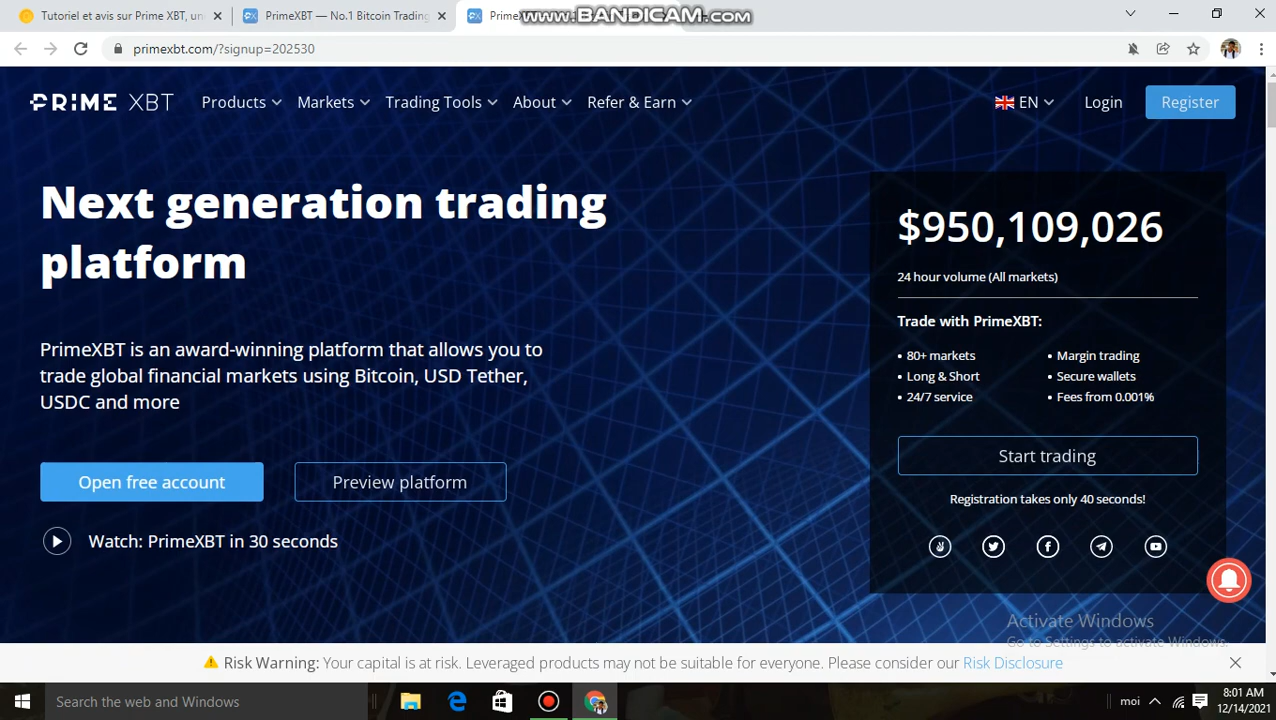 Tutoriel et avis sur Prime XBT, un
PrimeXBT — No.1 Bitcoin Trading
www.BANDICAM.com
primexbt.com/?signup=202530
PRIME XBT
Products
Markets
Trading Tools
About
Refer & Earn
EN
Login
Register
Next generation trading
platform
PrimeXBT is an award-winning platform that allows you to
trade global financial markets using Bitcoin, USD Tether,
USDC and more
Open free account
Preview platform
Watch: PrimeXBT in 30 seconds
$950,109,026
24 hour volume (All markets)
Trade with PrimeXBT:
• 80+ markets
• Long & Short
• 24/7 service
• Margin trading
• Secure wallets
• Fees from 0.001%
Start trading
Registration takes only 40 seconds!
Activate Windows
Go to Settings to activate Windows.
Risk Warning: Your capital is at risk. Leveraged products may not be suitable for everyone. Please consider our Risk Disclosure
Search the web and Windows
moi
8:01 AM
12/14/2021